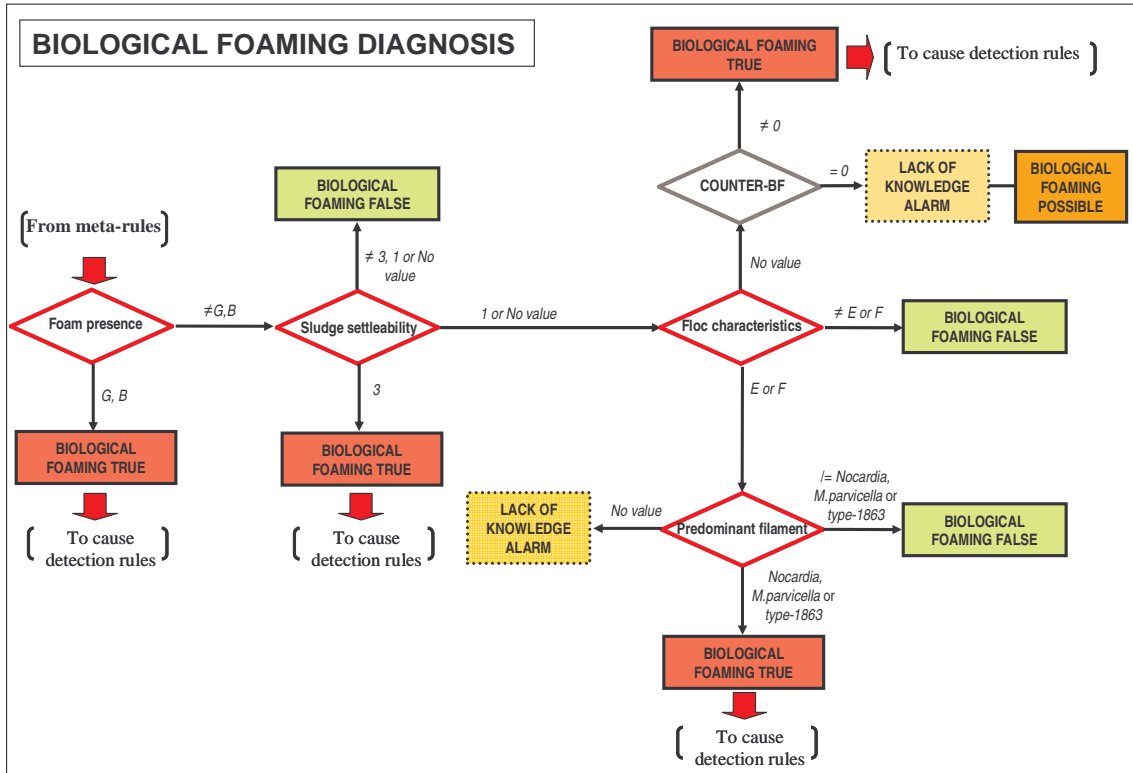 BIOLOGICAL FOAMING DIAGNOSIS
BIOLOGICAL FOAMING
TRUE
To cause detection rules
≠ 0
COUNTER-BF
= 0
LACK OF
KNOWLEDGE
ALARM
BIOLOGICAL
FOAMING
POSSIBLE
BIOLOGICAL
FOAMING FALSE
From meta-rules
≠ 3, 1 or No
value
No value
Foam presence
≠G,B
Sludge settleability
1 or No value
Floc characteristics
≠ E or F
BIOLOGICAL
FOAMING FALSE
G, B
3
E or F
BIOLOGICAL
FOAMING TRUE
BIOLOGICAL
FOAMING TRUE
To cause
detection rules
To cause
detection rules
LACK OF
KNOWLEDGE
ALARM
No value
Predominant filament
/= Nocardia,
M.parvicella or
type-1863
BIOLOGICAL
FOAMING FALSE
Nocardia,
M.parvicella or
type-1863
BIOLOGICAL
FOAMING TRUE
To cause
detection rules